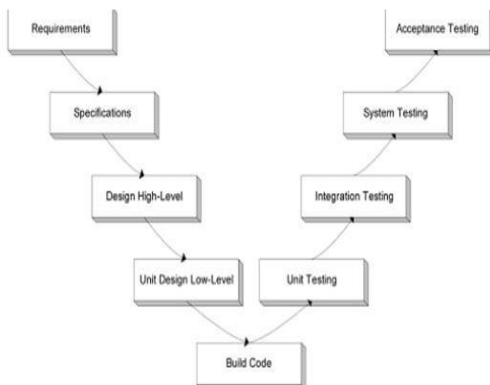 Requirements
Acceptance Testing
Specifications
System Testing
Design High-Level
Integration Testing
Unit Design Low-Level
Unit Testing
Build Code